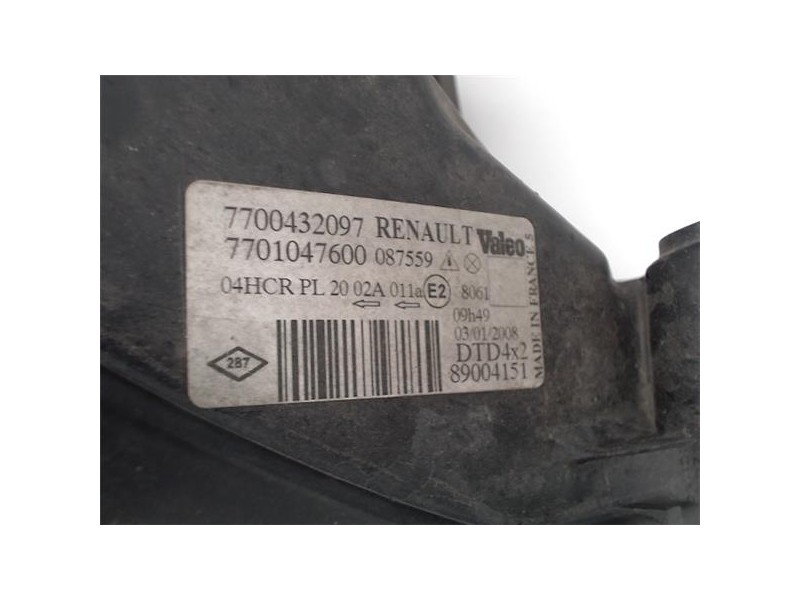 7700432097 RENAULT Valeo
7701047600 087559
04HCR PL 20 02A 011a E2 8061
09h49
03/01/2008
DTD4x2
89004151
287
MADE IN FRANCE.S